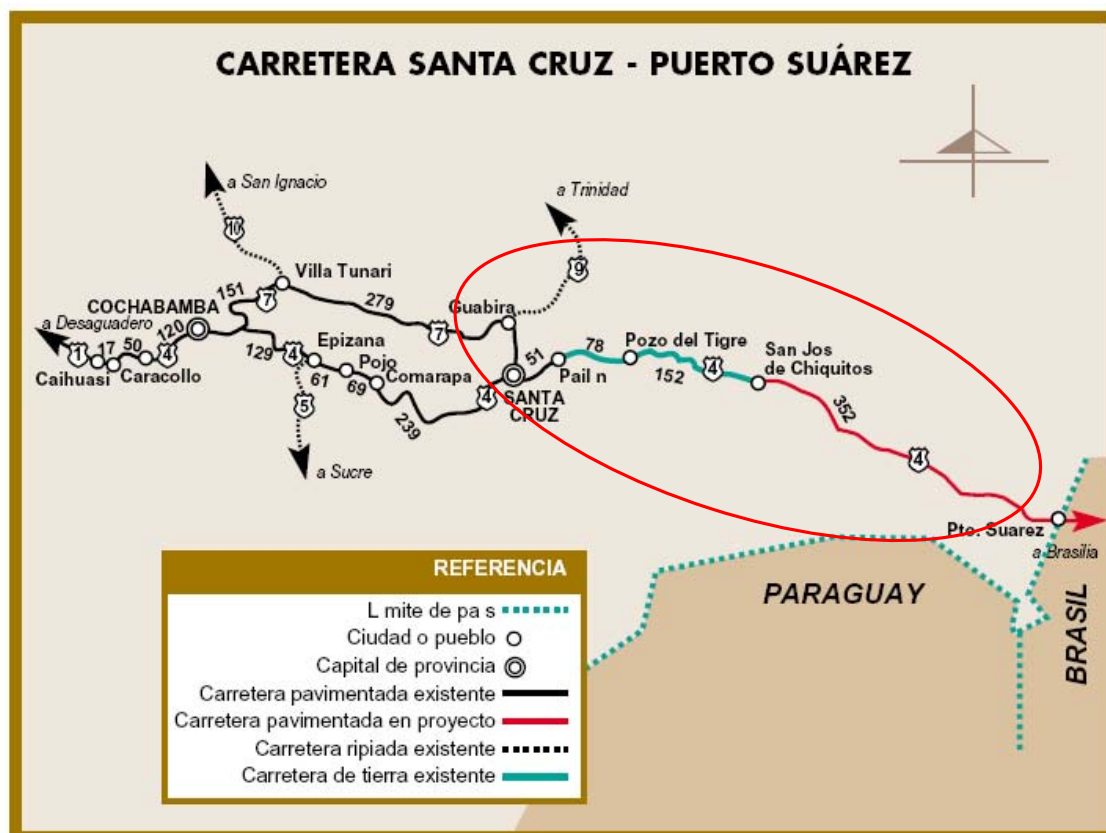 CARRETERA SANTA CRUZ - PUERTO SUÁREZ
a San Ignacio
a Trinidad
10
9
Villa Tunari
151
7
279
Guabira
COCHABAMBA
a Desaguadero
120
7
1
17
50
4
Caihuasi
Caracollo
129
4
Epizana
61
Pojo
69
Comarapa
5
239
4
a Sucre
SANTA
CRUZ
51
Pail n
78
Pozo del Tigre
152
4
San Jos
de Chiquitos
352
4
Pto. Suarez
a Brasilia
PARAGUAY
BRASIL
REFERENCIA
L mite de pa s
Ciudad o pueblo
Capital de provincia
Carretera pavimentada existente
Carretera pavimentada en proyecto
Carretera ripiada existente
Carretera de tierra existente